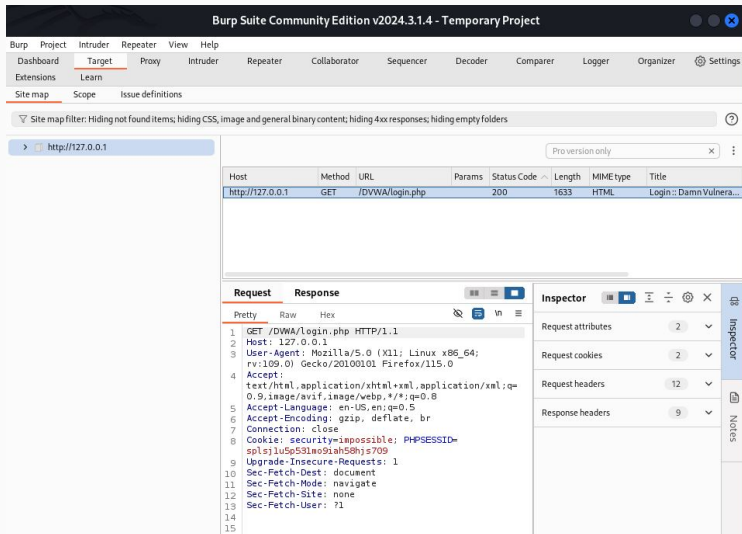 Burp Suite Community Edition v2024.3.1.4 - Temporary Project
Burp Project Intruder Repeater View Help
Dashboard Target Proxy Intruder Repeater Collaborator Sequencer Decoder Comparer Logger Organizer Settings
Extensions Learn
Site map Scope Issue definitions
Site map filter: Hiding not found items; hiding CSS, image and general binary content; hiding 4xx responses; hiding empty folders
http://127.0.0.1
Pro version only
Host Method URL Params Status Code Length MIME type Title
http://127.0.0.1 GET /DVWA/login.php 200 1633 HTML Login :: Damn Vulnera...
Request Response
Pretty Raw Hex \n
1 GET /DVWA/login.php HTTP/1.1
2 Host: 127.0.0.1
3 User-Agent: Mozilla/5.0 (X11; Linux x86_64;
rv:109.0) Gecko/20100101 Firefox/115.0
4 Accept:
text/html,application/xhtml+xml,application/xml;q=
0.9,image/avif,image/webp,*/*;q=0.8
5 Accept-Language: en-US,en;q=0.5
6 Accept-Encoding: gzip, deflate, br
7 Connection: close
8 Cookie: security=impossible; PHPSESSID=
splsj1u5p531mo9iah58hjs709
9 Upgrade-Insecure-Requests: 1
10 Sec-Fetch-Dest: document
11 Sec-Fetch-Mode: navigate
12 Sec-Fetch-Site: none
13 Sec-Fetch-User: ?1
14
15
Inspector
Request attributes 2
Request cookies 2
Request headers 12
Response headers 9
Inspector
Notes